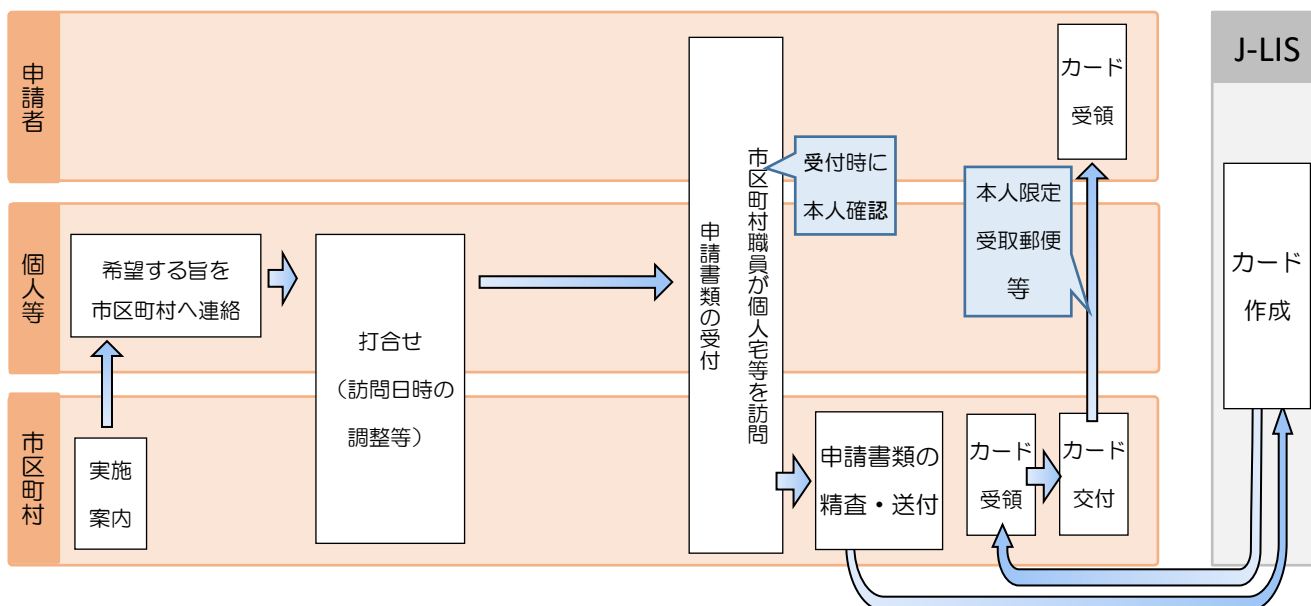 申請者
個人等
市区町村
実施
案内
希望する旨を
市区町村へ連絡
打合せ
（訪問日時の
調整等）
市区町村職員が個人宅等を訪問
申請書類の受付
受付時に
本人確認
申請書類の
精査・送付
カード
受領
カード
交付
本人限定
受取郵便
等
カード
受領
J-LIS
カード
作成